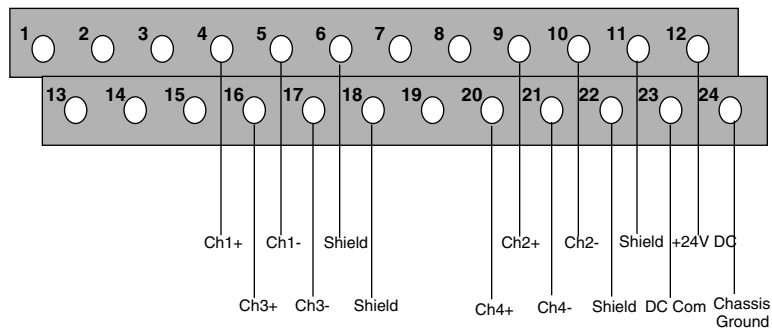 1 2 3 4 5 6 7 8 9 10 11 12
13 14 15 16 17 18 19 20 21 22 23 24
Ch1+ Ch1- Shield Ch2+ Ch2- Shield +24V DC
Ch3+ Ch3- Shield Ch4+ Ch4- Shield DC Com Chassis
Ground